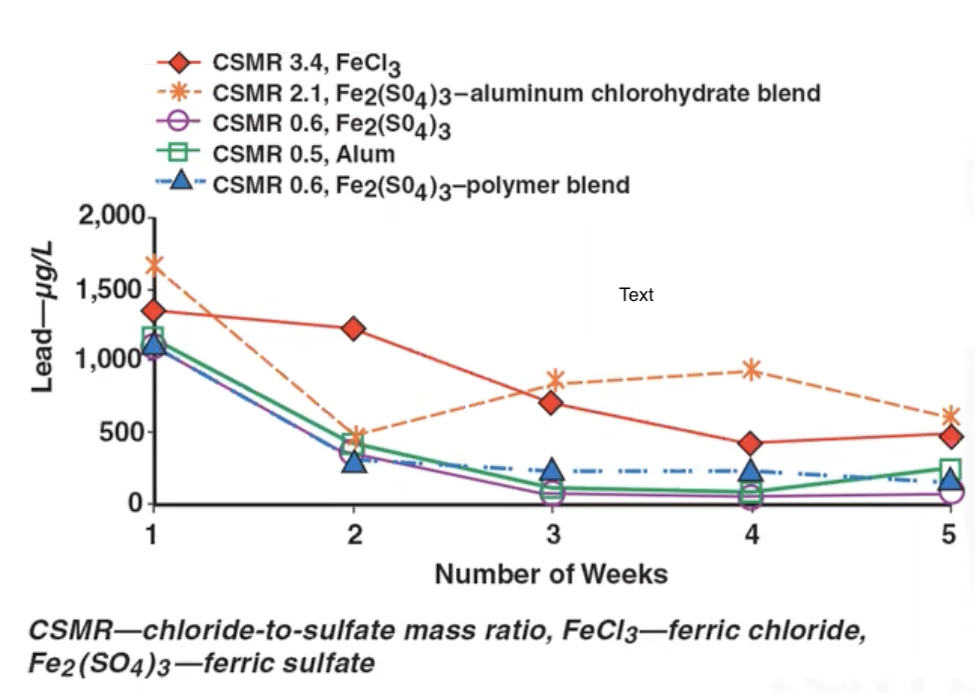 CSMR 3.4, FeCl3
CSMR 2.1, Fe2(S04)3–aluminum chlorohydrate blend
CSMR 0.6, Fe2(S04)3
CSMR 0.5, Alum
CSMR 0.6, Fe2(S04)3–polymer blend
2,000
1,500
1,000
500
0
Lead—µg/L
Text
1 2 3 4 5
Number of Weeks
CSMR—chloride-to-sulfate mass ratio, FeCl3—ferric chloride,
Fe2(SO4)3—ferric sulfate